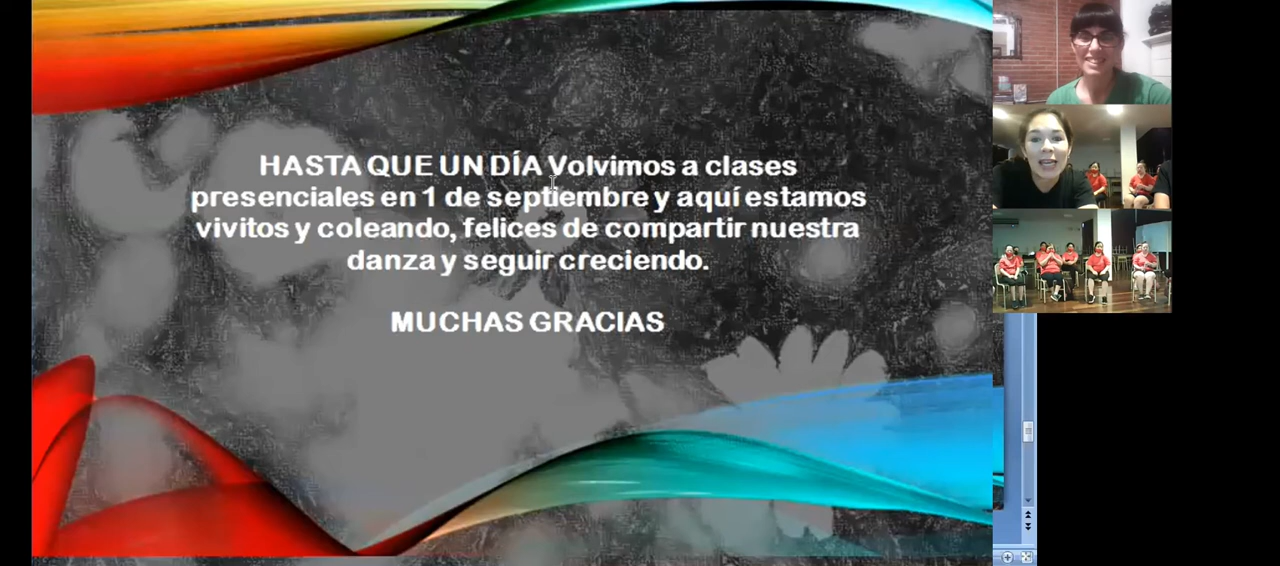 HASTA QUE UN DÍA Volvimos a clases
presenciales en 1 de septiembre y aquí estamos
vivitos y coleando, felices de compartir nuestra
danza y seguir creciendo.
MUCHAS GRACIAS